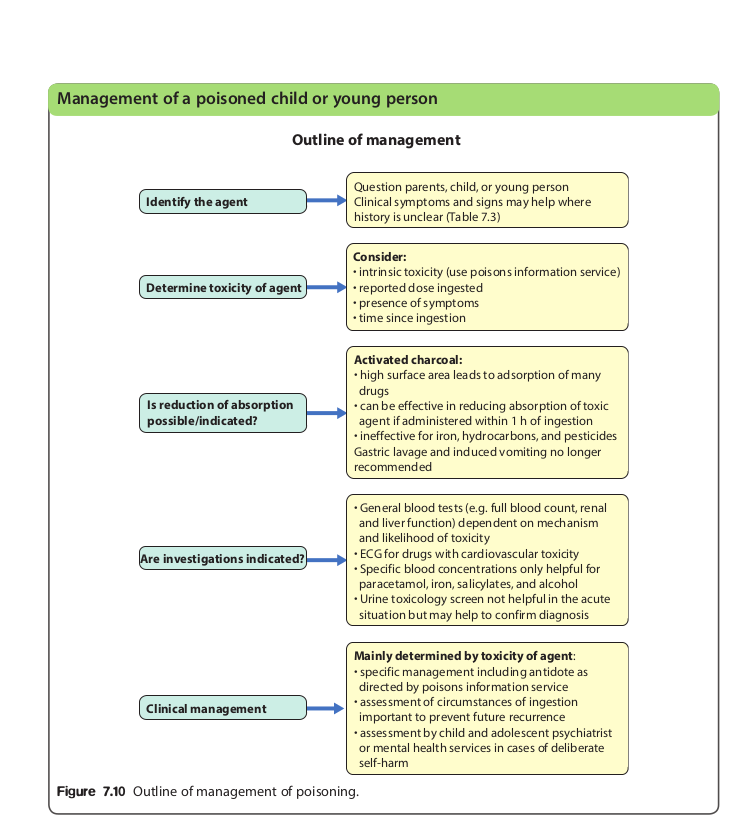 Management of a poisoned child or young person
Outline of management
Identify the agent
Question parents, child, or young person
Clinical symptoms and signs may help where
history is unclear (Table 7.3)
Determine toxicity of agent
Consider:
• intrinsic toxicity (use poisons information service)
• reported dose ingested
• presence of symptoms
• time since ingestion
Is reduction of absorption
possible/indicated?
Activated charcoal:
• high surface area leads to adsorption of many
drugs
• can be effective in reducing absorption of toxic
agent if administered within 1 h of ingestion
• ineffective for iron, hydrocarbons, and pesticides
Gastric lavage and induced vomiting no longer
recommended
Are investigations indicated?
• General blood tests (e.g. full blood count, renal
and liver function) dependent on mechanism
and likelihood of toxicity
• ECG for drugs with cardiovascular toxicity
• Specific blood concentrations only helpful for
paracetamol, iron, salicylates, and alcohol
• Urine toxicology screen not helpful in the acute
situation but may help to confirm diagnosis
Clinical management
Mainly determined by toxicity of agent:
• specific management including antidote as
directed by poisons information service
• assessment of circumstances of ingestion
important to prevent future recurrence
• assessment by child and adolescent psychiatrist
or mental health services in cases of deliberate
self-harm
Figure 7.10 Outline of management of poisoning.